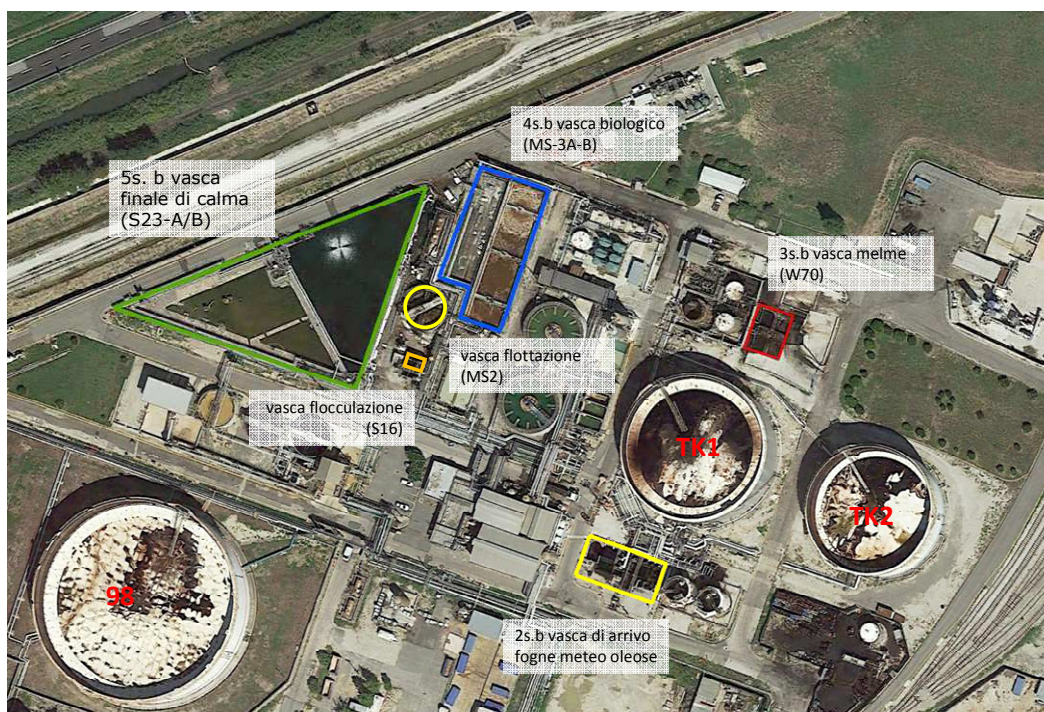 4s.b vasca biologico
(MS-3A-B)
5s. b vasca
finale di calma
(S23-A/B)
3s.b vasca melme
(W70)
vasca flottazione
(MS2)
vasca flocculazione
(S16)
TK1
TK2
98
2s.b vasca di arrivo
fogne meteo oleose